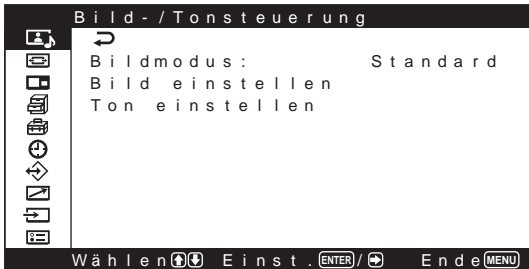 Bild-/Tonsteuerung
Bildmodus: Standard
Bild einstellen
Ton einstellen
Wählen Einst. ENTER / Ende MENU